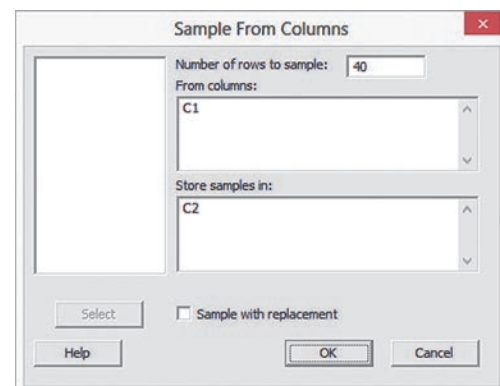 Sample From Columns
Number of rows to sample: 40
From columns:
C1
Store samples in:
C2
Select
Sample with replacement
Help
OK
Cancel